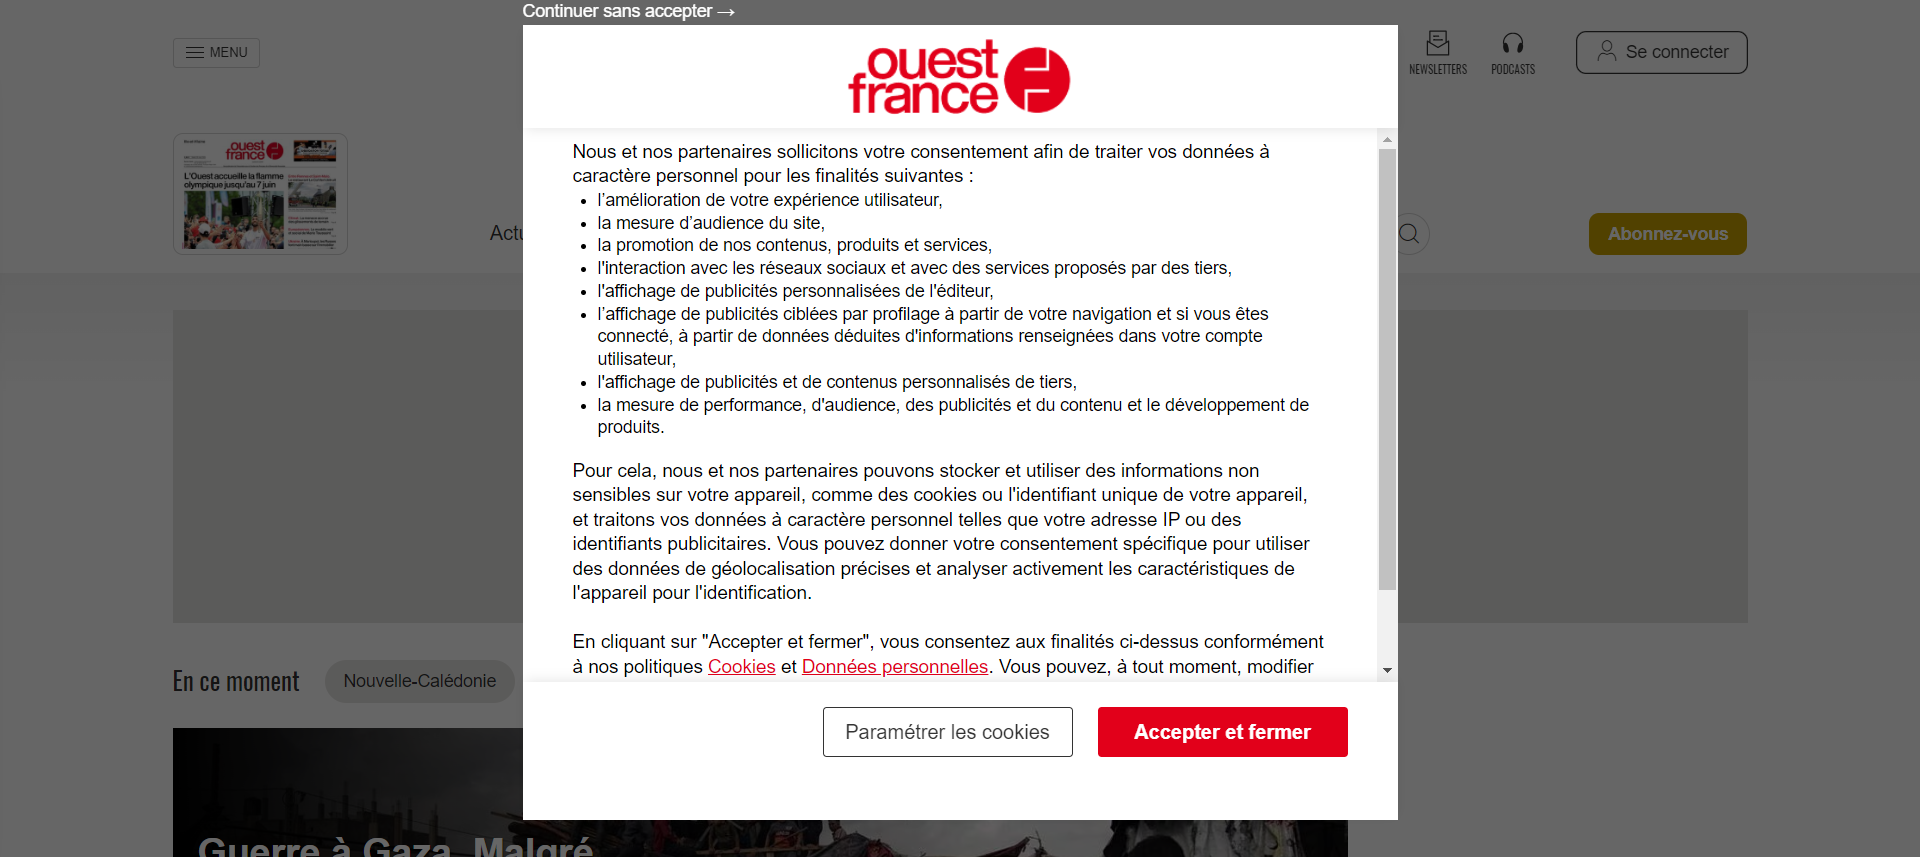 Continuer sans accepter →
MENU
NEWSLETTERS
PODCASTS
Se connecter
ouest
france
ouest
france
L'Ouest accueille la flamme
olympique jusqu'au 7 juin
Actu
Abonnez-vous
Nous et nos partenaires sollicitons votre consentement afin de traiter vos données à
caractère personnel pour les finalités suivantes :
• l’amélioration de votre expérience utilisateur,
• la mesure d’audience du site,
• la promotion de nos contenus, produits et services,
• l'interaction avec les réseaux sociaux et avec des services proposés par des tiers,
• l'affichage de publicités personnalisées de l'éditeur,
• l’affichage de publicités ciblées par profilage à partir de votre navigation et si vous êtes
connecté, à partir de données déduites d'informations renseignées dans votre compte
utilisateur,
• l'affichage de publicités et de contenus personnalisés de tiers,
• la mesure de performance, d'audience, des publicités et du contenu et le développement de
produits.
Pour cela, nous et nos partenaires pouvons stocker et utiliser des informations non
sensibles sur votre appareil, comme des cookies ou l'identifiant unique de votre appareil,
et traitons vos données à caractère personnel telles que votre adresse IP ou des
identifiants publicitaires. Vous pouvez donner votre consentement spécifique pour utiliser
des données de géolocalisation précises et analyser activement les caractéristiques de
l'appareil pour l'identification.
En cliquant sur "Accepter et fermer", vous consentez aux finalités ci-dessus conformément
à nos politiques Cookies et Données personnelles. Vous pouvez, à tout moment, modifier
En ce moment
Nouvelle-Calédonie
Paramétrer les cookies
Accepter et fermer
Guerre à Gaza. Malgré